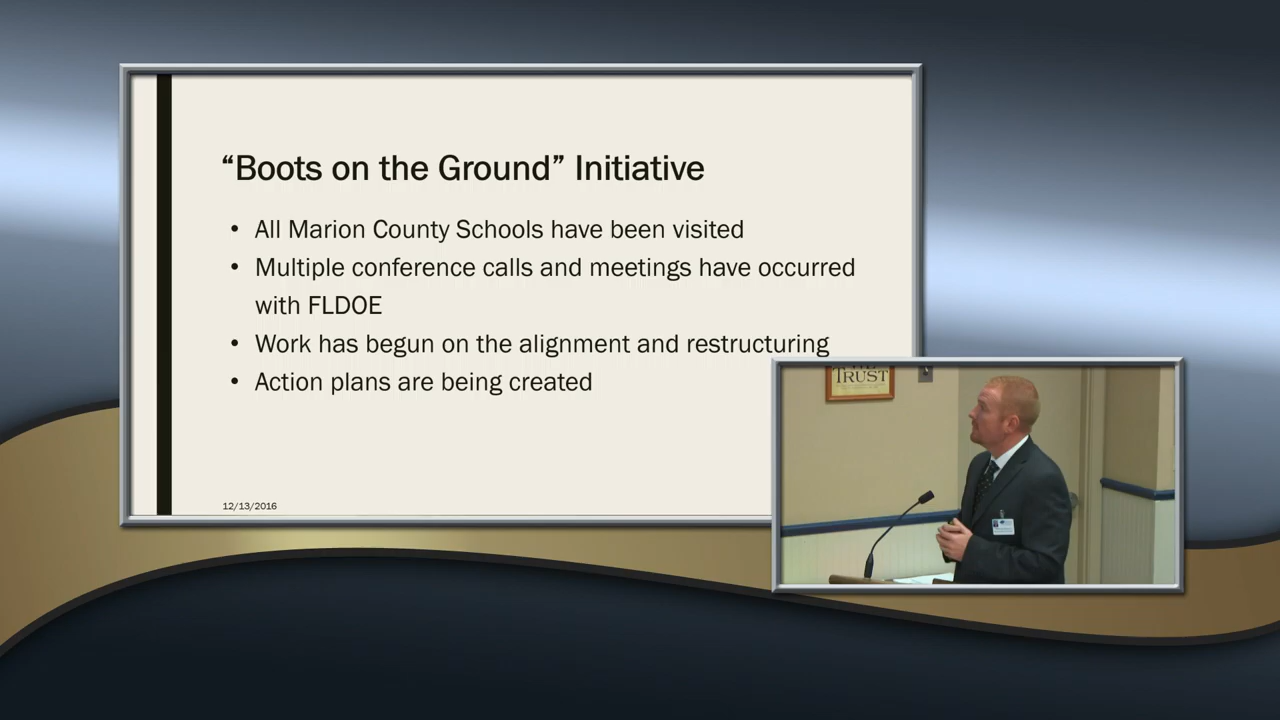 “Boots on the Ground” Initiative
• All Marion County Schools have been visited
• Multiple conference calls and meetings have occurred
with FLDOE
• Work has begun on the alignment and restructuring
• Action plans are being created
12/13/2016
TRUST